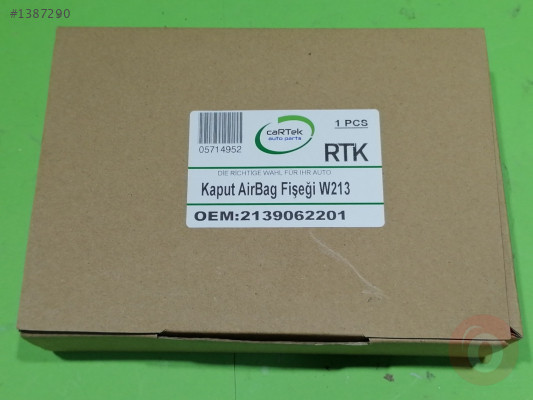 #1387290
caRTek
auto parts
1 PCS
05714952
RTK
DIE RICHTIGE WAHL FÜR IHR AUTO
Kaput AirBag Fişeği W213
OEM:2139062201